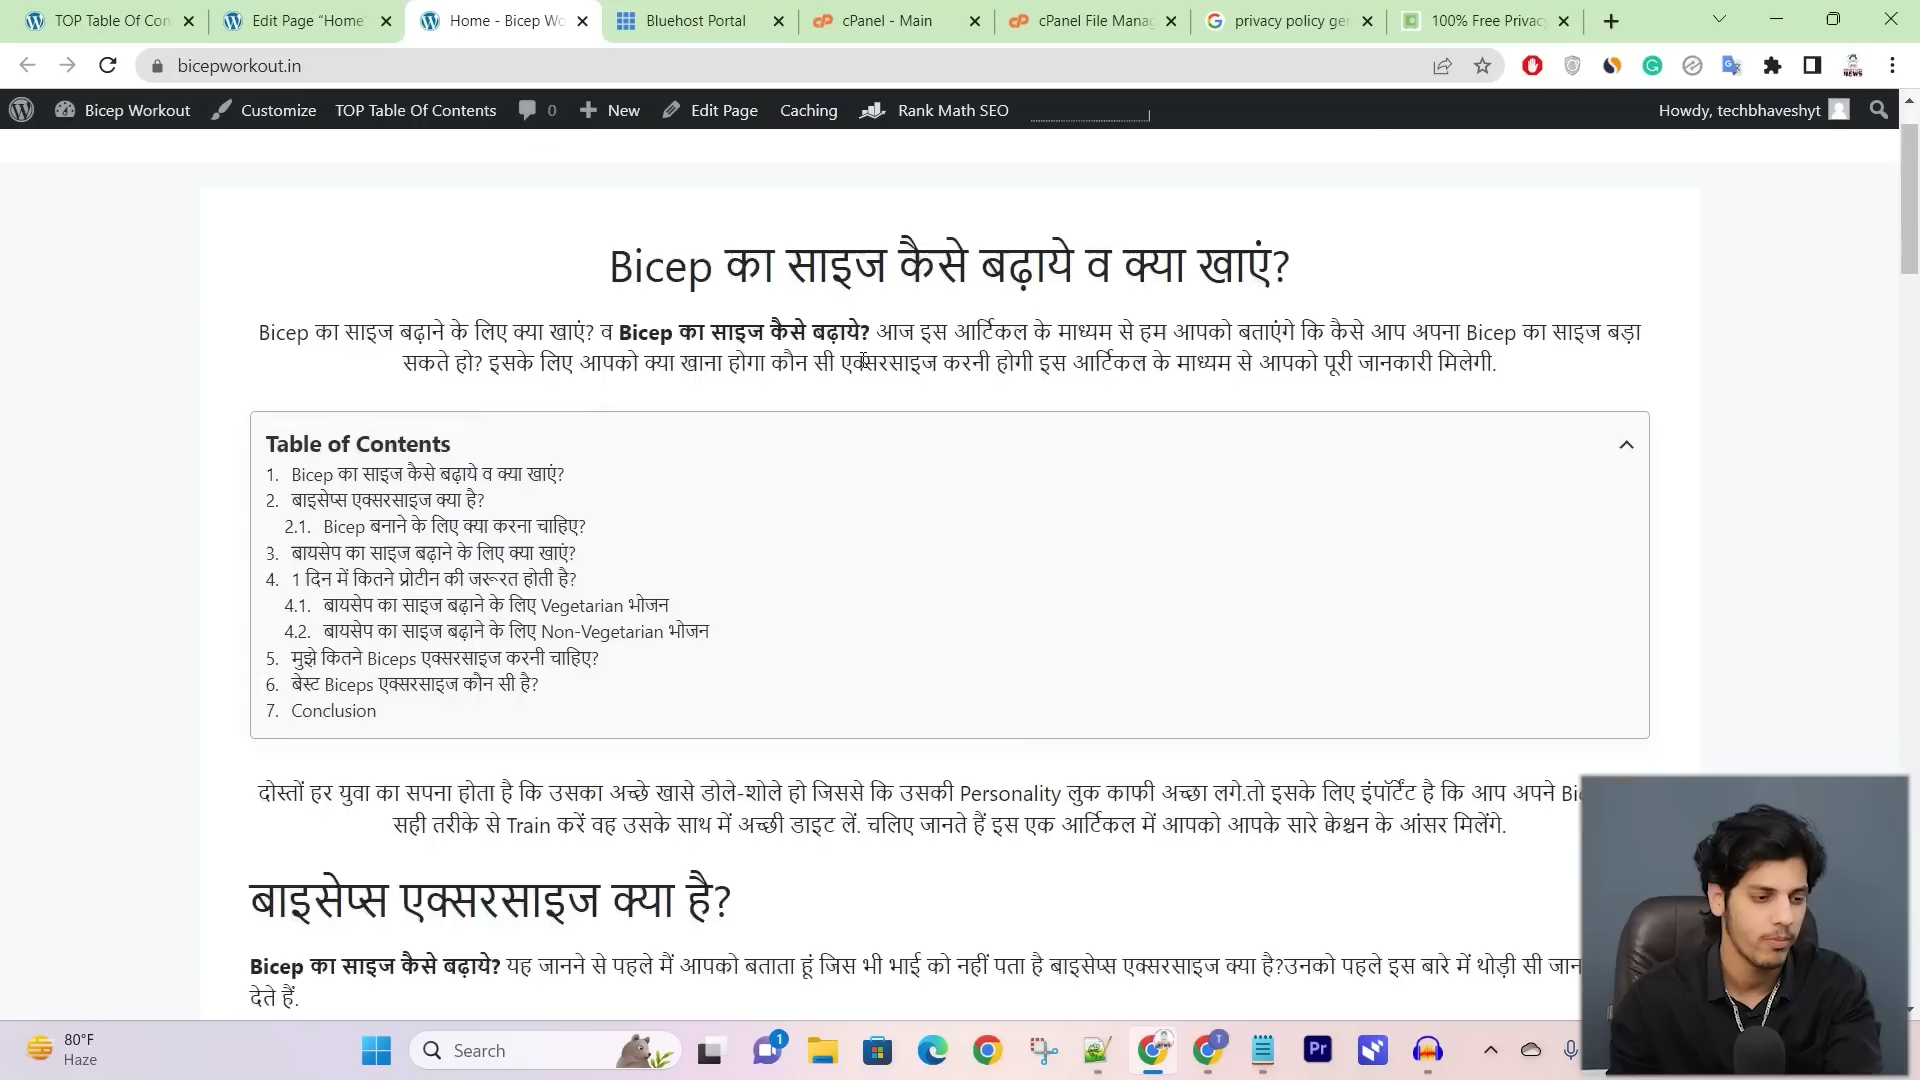 TOP Table Of Con
Edit Page “Home”
Home - Bicep Wo
Bluehost Portal
cPanel - Main
cPanel File Manag
privacy policy gen
100% Free Privacy
bicepworkout.in
NEWS
Bicep Workout
Customize
TOP Table Of Contents
0
New
Edit Page
Caching
Rank Math SEO
Howdy, techbhaveshyt
Bicep का साइज कैसे बढ़ाये व क्या खाएं?
Bicep का साइज बढ़ाने के लिए क्या खाएं? व Bicep का साइज कैसे बढ़ाये? आज इस आर्टिकल के माध्यम से हम आपको बताएंगे कि कैसे आप अपना Bicep का साइज बड़ा
सकते हो? इसके लिए आपको क्या खाना होगा कौन सी एक्सरसाइज करनी होगी इस आर्टिकल के माध्यम से आपको पूरी जानकारी मिलेगी.
Table of Contents
1. Bicep का साइज कैसे बढ़ाये व क्या खाएं?
2. बाइसेप्स एक्सरसाइज क्या है?
2.1. Bicep बनाने के लिए क्या करना चाहिए?
3. बायसेप का साइज बढ़ाने के लिए क्या खाएं?
4. 1 दिन में कितने प्रोटीन की जरूरत होती है?
4.1. बायसेप का साइज बढ़ाने के लिए Vegetarian भोजन
4.2. बायसेप का साइज बढ़ाने के लिए Non-Vegetarian भोजन
5. मुझे कितने Biceps एक्सरसाइज करनी चाहिए?
6. बेस्ट Biceps एक्सरसाइज कौन सी है?
7. Conclusion
दोस्तों हर युवा का सपना होता है कि उसका अच्छे खासे डोले-शोले हो जिससे कि उसकी Personality लुक काफी अच्छा लगे.तो इसके लिए इंपॉर्टेंट है कि आप अपने Bi
सही तरीके से Train करें वह उसके साथ में अच्छी डाइट लें. चलिए जानते हैं इस एक आर्टिकल में आपको आपके सारे क्वेश्चन के आंसर मिलेंगे.
बाइसेप्स एक्सरसाइज क्या है?
Bicep का साइज कैसे बढ़ाये? यह जानने से पहले मैं आपको बताता हूं जिस भी भाई को नहीं पता है बाइसेप्स एक्सरसाइज क्या है?उनको पहले इस बारे में थोड़ी सी जान
देते हैं.
80°F
Haze
Search
1
T
Pr